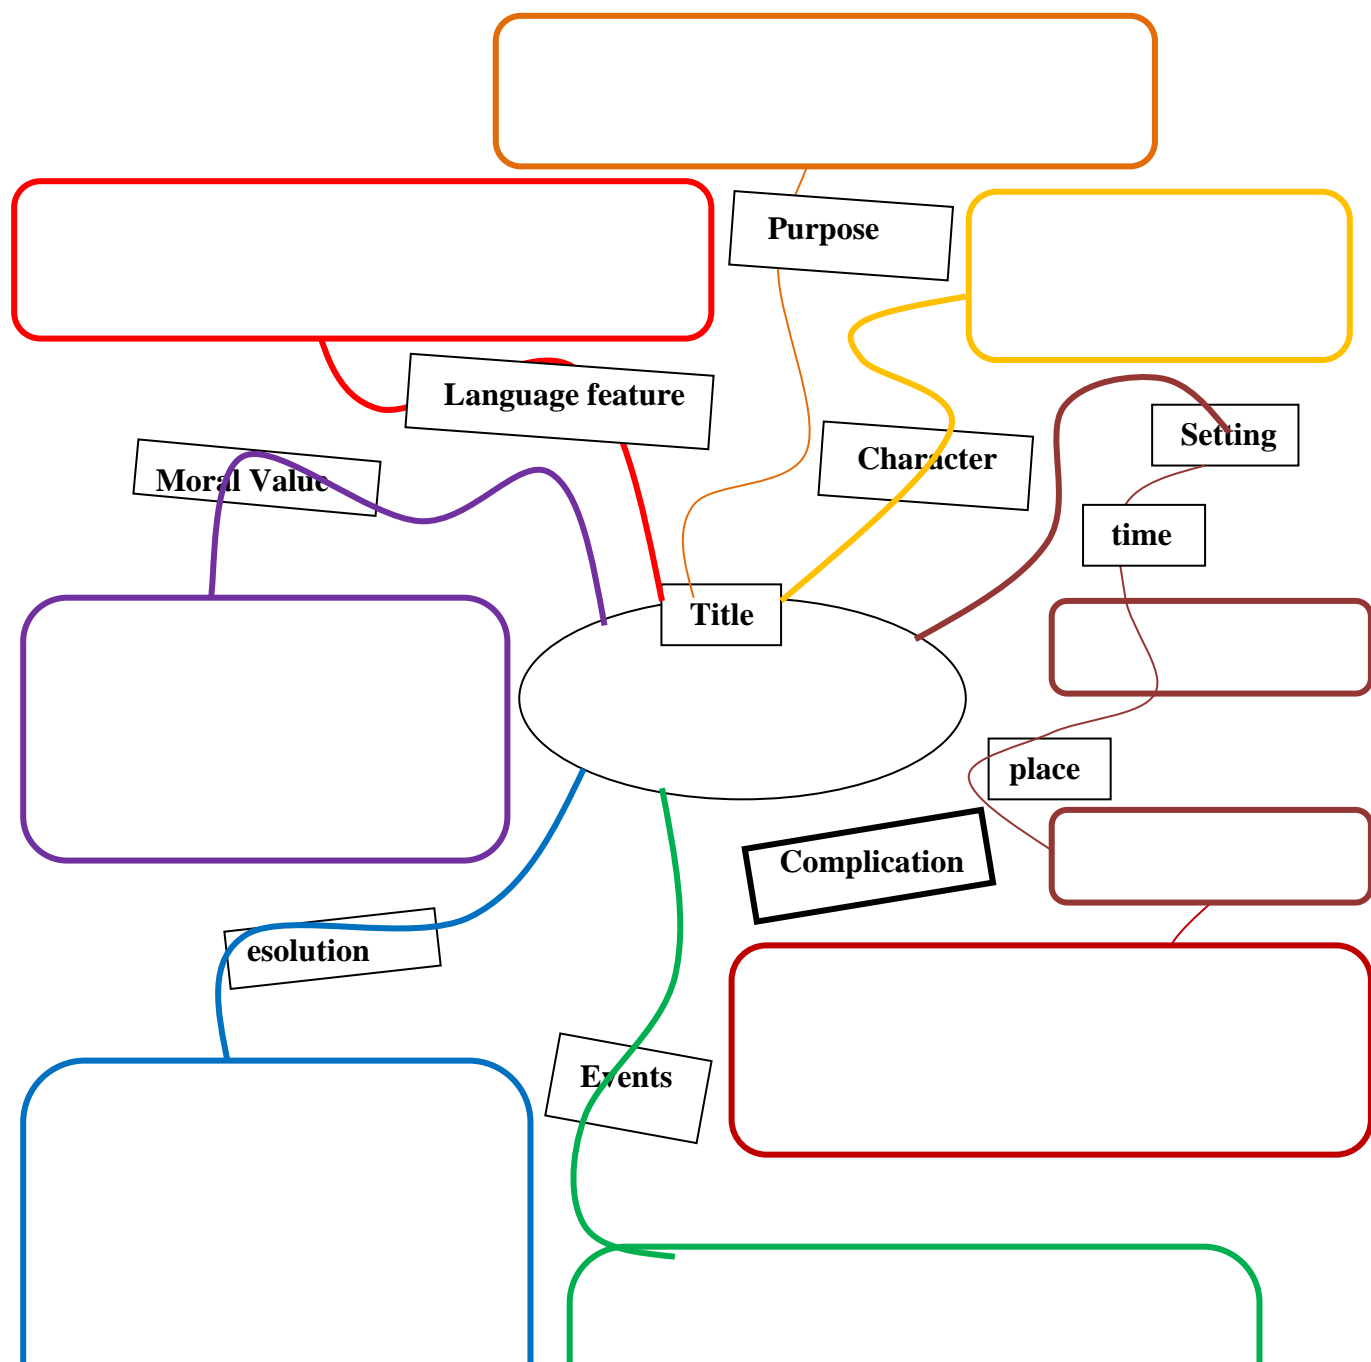 Purpose
Language feature
Setting
Character
Moral Value
time
Title
place
Complication
esolution
Events